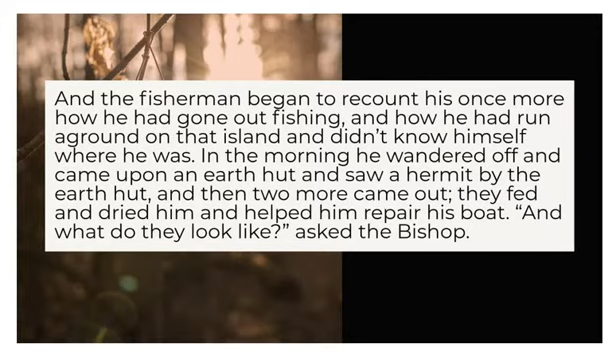 And the fisherman began to recount his once more
how he had gone out fishing, and how he had run
aground on that island and didn’t know himself
where he was. In the morning he wandered off and
came upon an earth hut and saw a hermit by the
earth hut, and then two more came out; they fed
and dried him and helped him repair his boat. “And
what do they look like?” asked the Bishop.